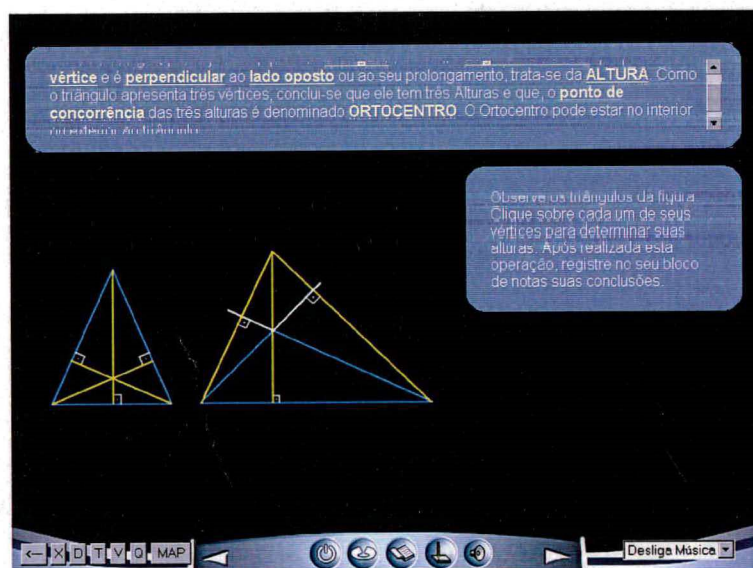 vértice e é perpendicular ao lado oposto ou ao seu prolongamento, trata-se da ALTURA. Como
o triângulo apresenta três vértices, conclui-se que ele tem três Alturas e que, o ponto de
concorrência das três alturas é denominado ORTOCENTRO. O Ortocentro pode estar no interior
Observe os triângulos da figura.
Clique sobre cada um de seus
vértices para determinar suas
alturas. Após realizada esta
operação, registre no seu bloco
de notas suas conclusões.
X D T V Q MAP
Desliga Música